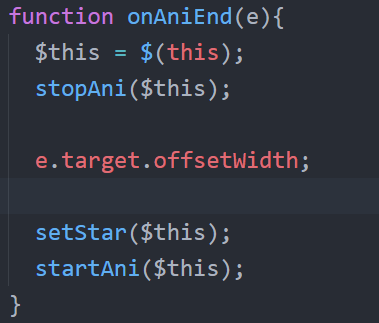 function onAniEnd(e){
$this = $(this);
stopAni($this);
e.target.offsetWidth;
setStar($this);
startAni($this);
}